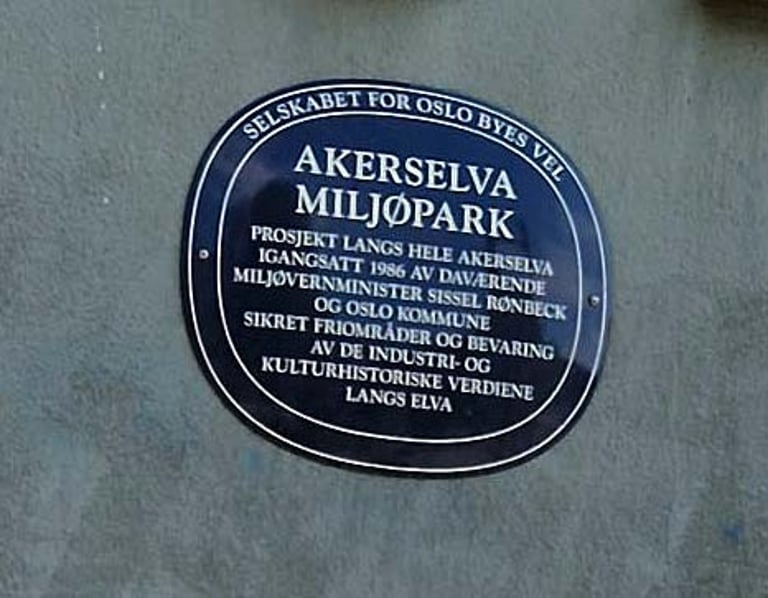 SELSKABET FOR OSLO BYES VEL
AKERSELVA
MILJØPARK
PROSJEKT LANGS HELE AKERSELVA
IGANGSATT 1986 AV DAVÆRENDE
MILJØVERNMINISTER SISSEL RØNBECK
OG OSLO KOMMUNE
SIKRET FRIOMRÅDER OG BEVARING
AV DE INDUSTRI- OG
KULTURHISTORISKE VERDIENE
LANGS ELVA